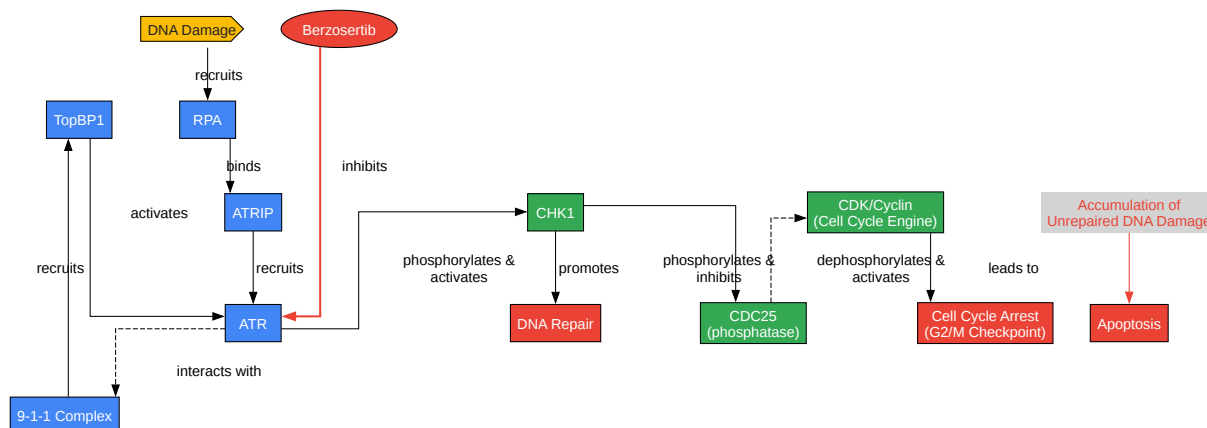 DNA Damage
Berzosertib
recruits
TopBP1
RPA
binds
inhibits
activates
ATRIP
CHK1
CDK/Cyclin
(Cell Cycle Engine)
Accumulation of
Unrepaired DNA Damage
recruits
recruits
phosphorylates &
activates
promotes
phosphorylates &
inhibits
dephosphorylates &
activates
leads to
ATR
DNA Repair
CDC25
(phosphatase)
Cell Cycle Arrest
(G2/M Checkpoint)
Apoptosis
interacts with
9-1-1 Complex